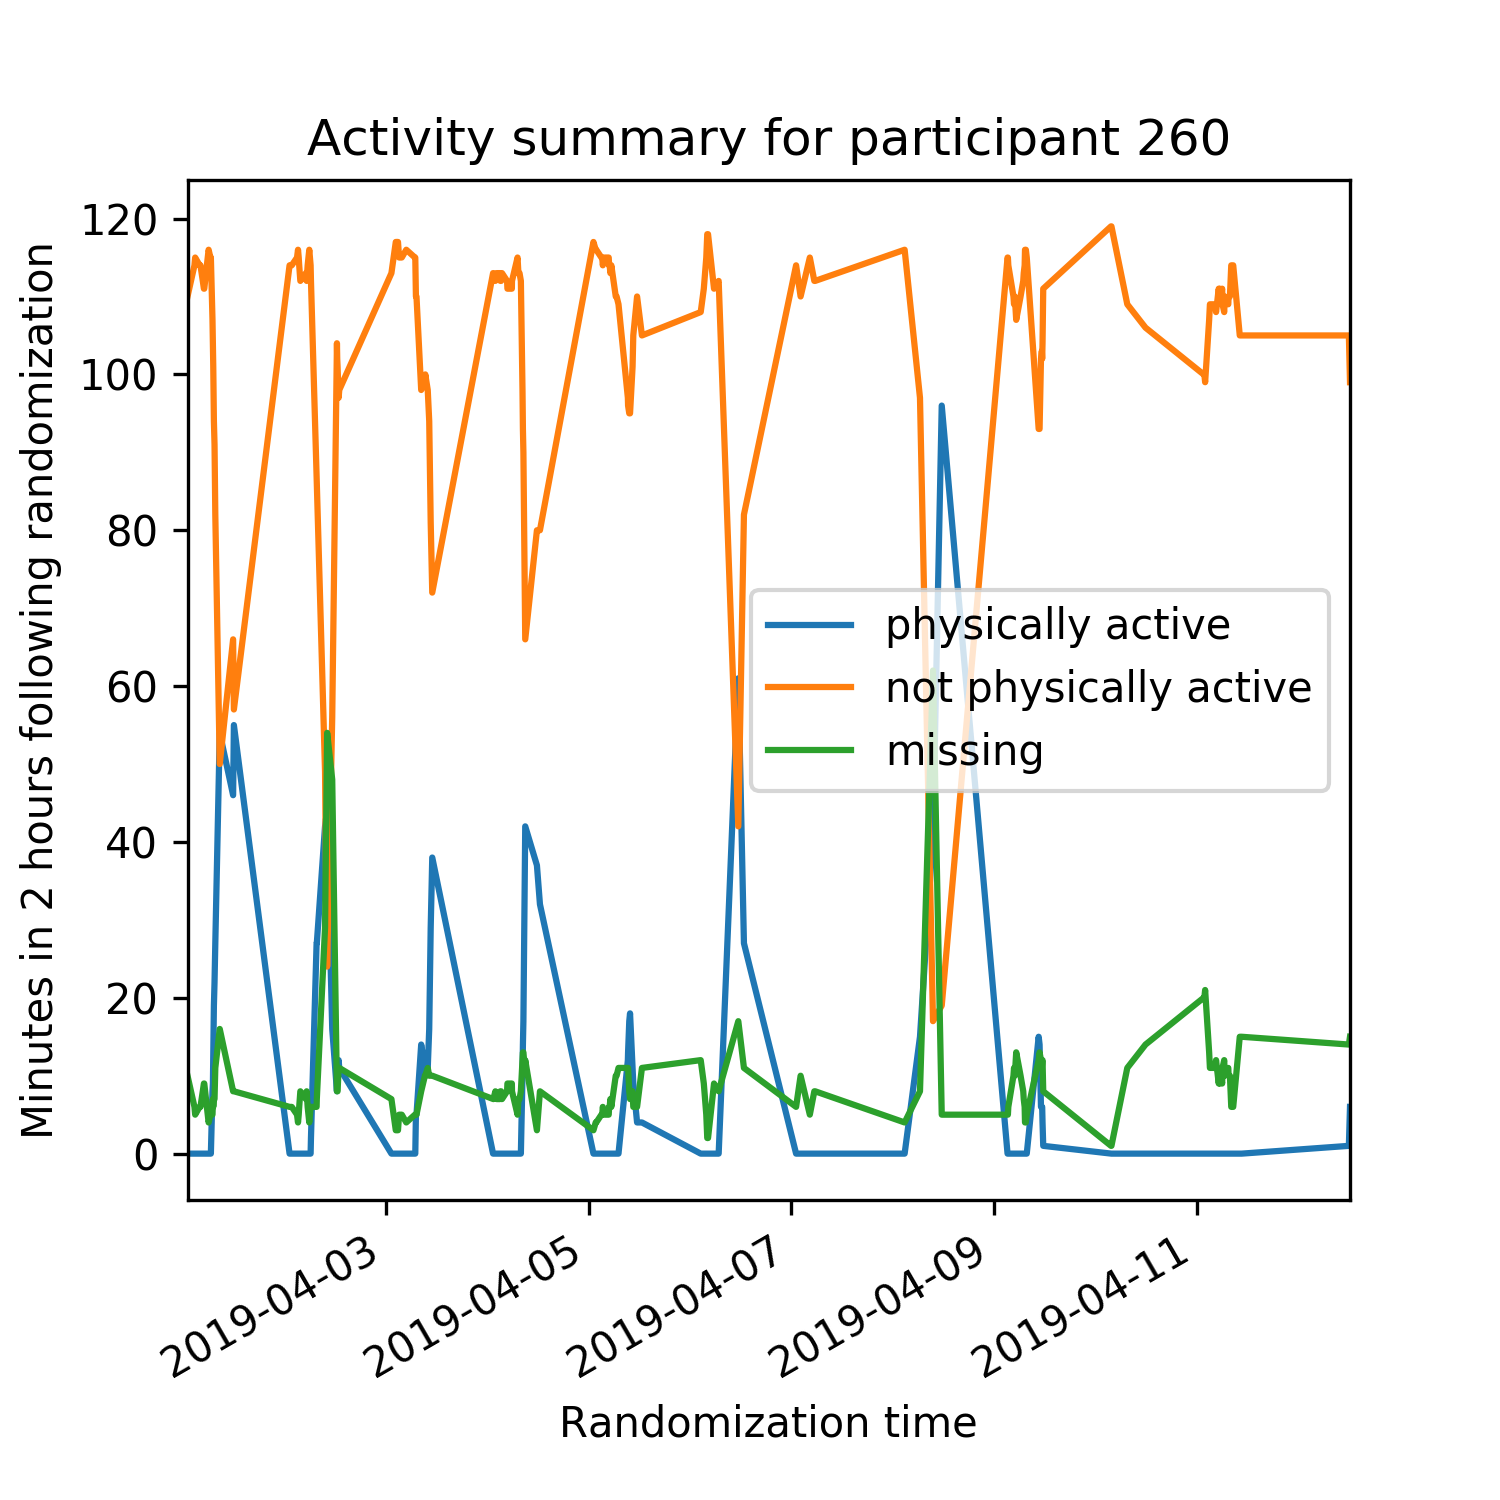 Activity summary for participant 260
Minutes in 2 hours following randomization
120
100
80
60
40
20
0
physically active
not physically active
missing
2019-04-03
2019-04-05
2019-04-07
2019-04-09
2019-04-11
Randomization time